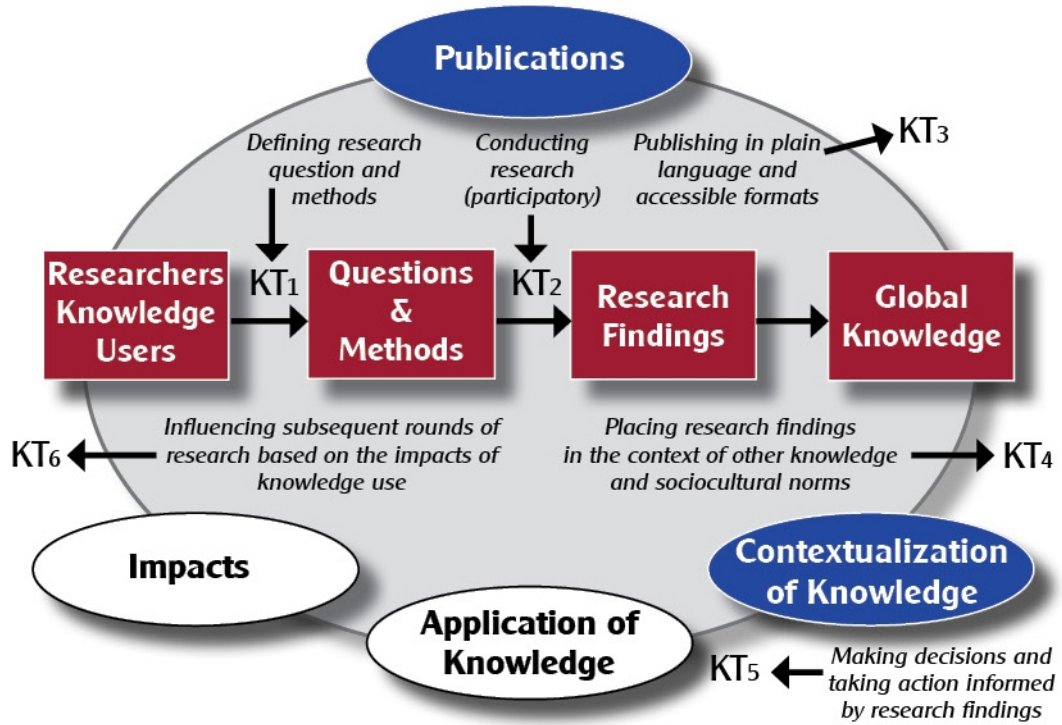 Publications
Defining research
question and
methods
Conducting
research
(participatory)
Publishing in plain
language and
accessible formats
KT3
Researchers
Knowledge
Users
KT1
Questions
&
Methods
KT2
Research
Findings
Global
Knowledge
KT6
Influencing subsequent rounds of
research based on the impacts of
knowledge use
Placing research findings
in the context of other knowledge
and sociocultural norms
KT4
Impacts
Application of
Knowledge
Contextualization
of Knowledge
KT5
Making decisions and
taking action informed
by research findings